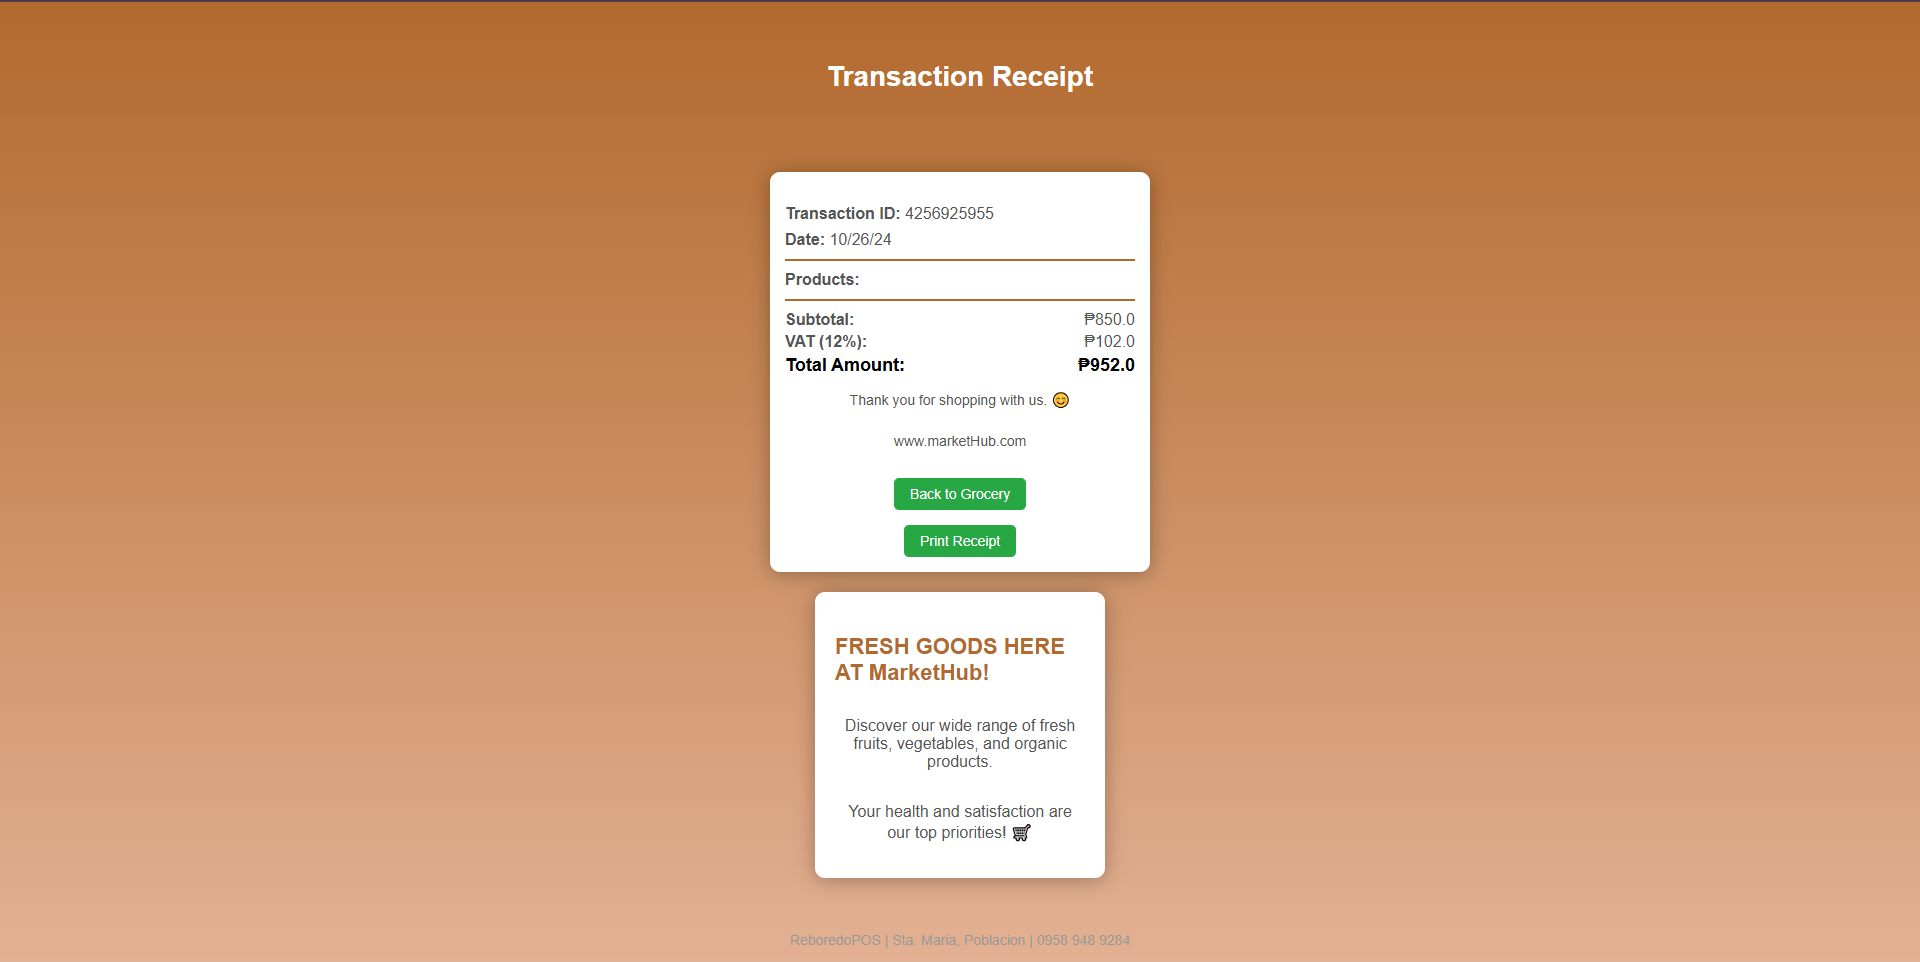 Transaction Receipt
Transaction ID: 4256925955
Date: 10/26/24
Products:
Subtotal: ₱850.0
VAT (12%): ₱102.0
Total Amount: ₱952.0
Thank you for shopping with us. 😊
www.marketHub.com
Back to Grocery
Print Receipt
FRESH GOODS HERE
AT MarketHub!
Discover our wide range of fresh
fruits, vegetables, and organic
products.
Your health and satisfaction are
our top priorities! 🛒
ReboredoPOS | Sta. Maria, Poblacion | 0958 948 9284